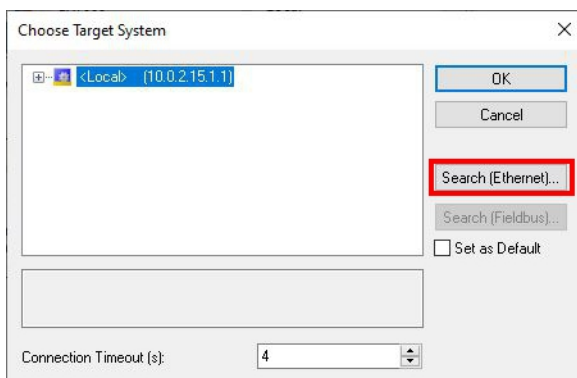 Choose Target System
<Local> (10.0.2.15.1.1)
OK
Cancel
Search (Ethernet)...
Search (Fieldbus)...
Set as Default
Connection Timeout (s):
4